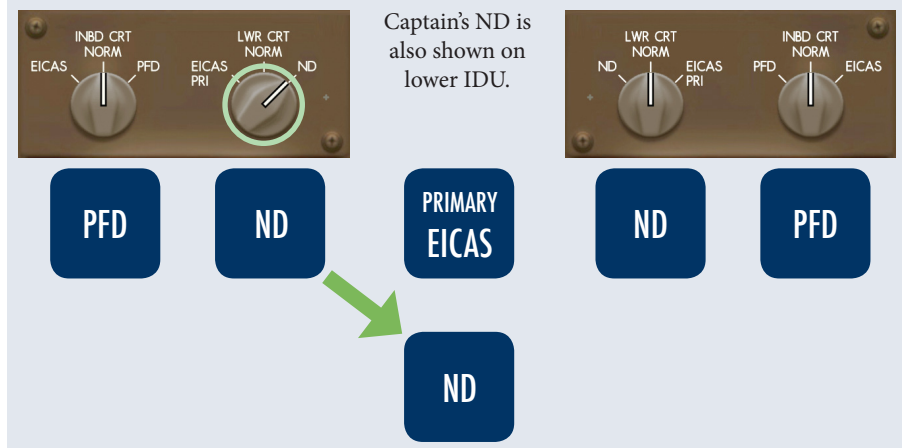 INBD CRT
NORM
EICAS
PFD
LWR CRT
NORM
EICAS
PRI
ND
Captain's ND is
also shown on
lower IDU.
LWR CRT
NORM
ND
EICAS
PRI
INBD CRT
NORM
PFD
EICAS
PFD
ND
PRIMARY
EICAS
ND
PFD
ND